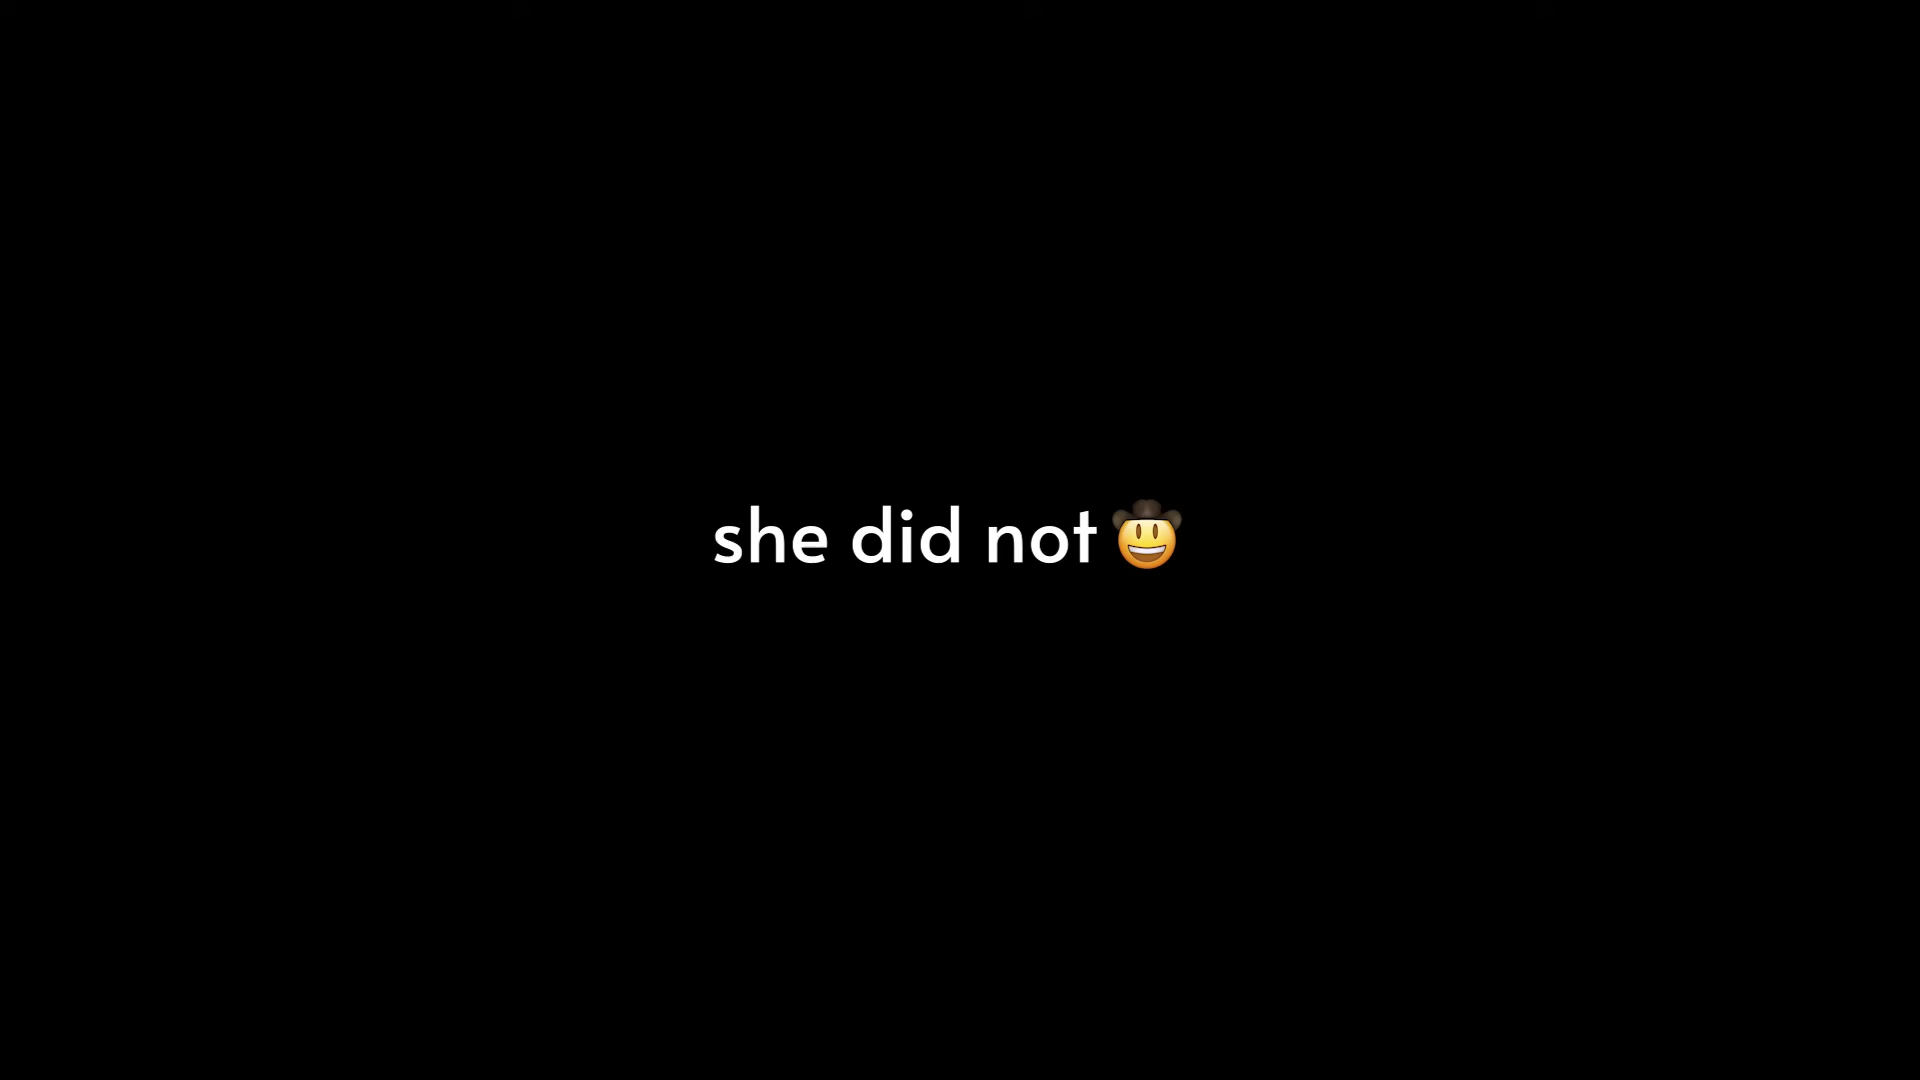 she did not 🤠